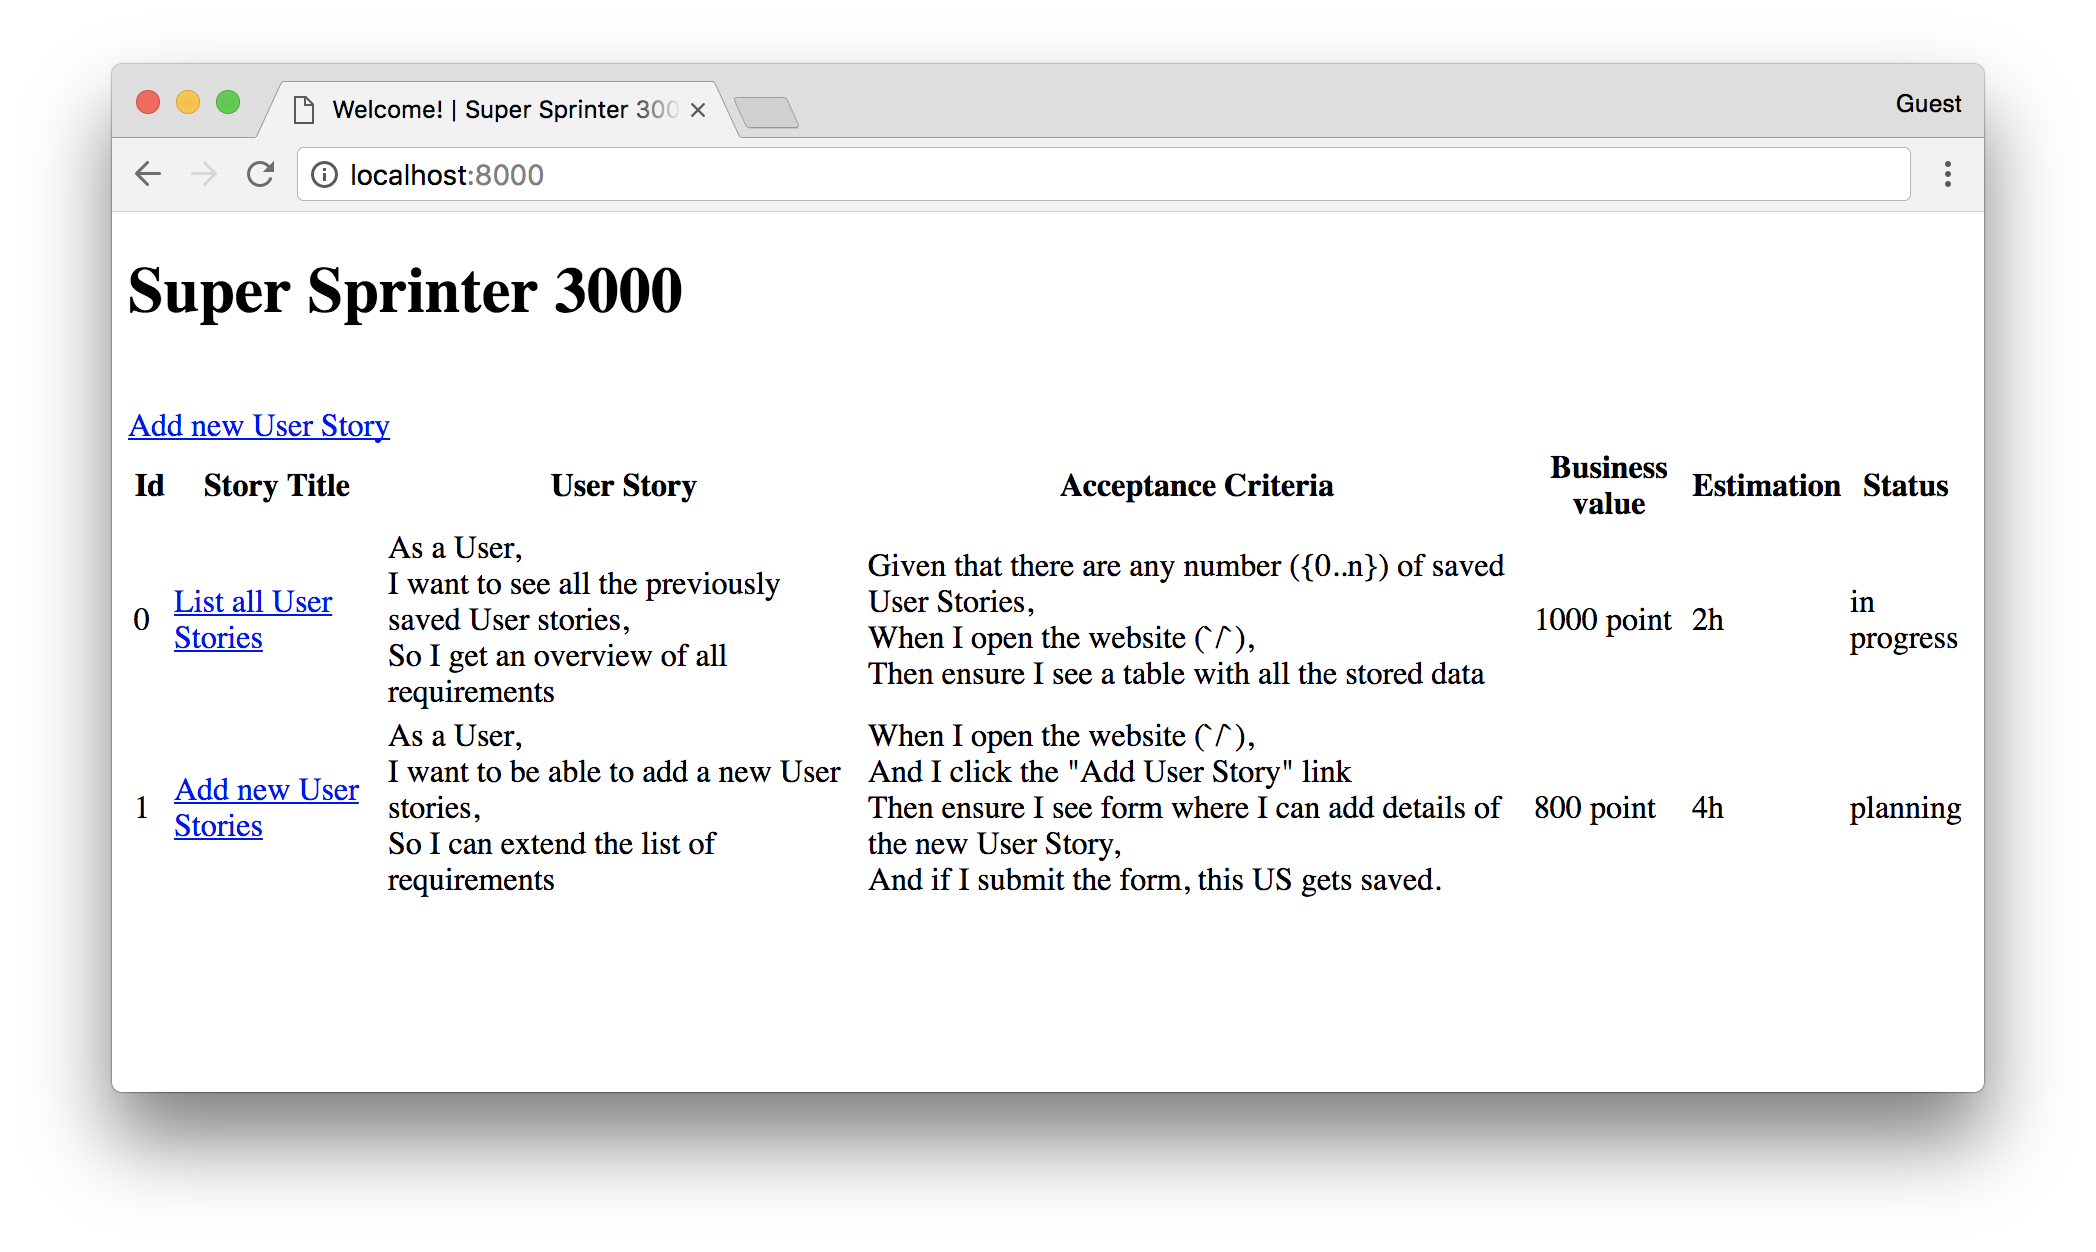 Welcome! | Super Sprinter 300
Guest
localhost:8000
Super Sprinter 3000
Add new User Story
Id Story Title User Story Acceptance Criteria Business value Estimation Status
0
List all User
Stories
As a User,
I want to see all the previously
saved User stories,
So I get an overview of all
requirements
Given that there are any number ({0..n}) of saved
User Stories,
When I open the website (`/`),
Then ensure I see a table with all the stored data
1000 point
2h
in
progress
1
Add new User
Stories
As a User,
I want to be able to add a new User
stories,
So I can extend the list of
requirements
When I open the website (`/`),
And I click the "Add User Story" link
Then ensure I see form where I can add details of
the new User Story,
And if I submit the form, this US gets saved.
800 point
4h
planning